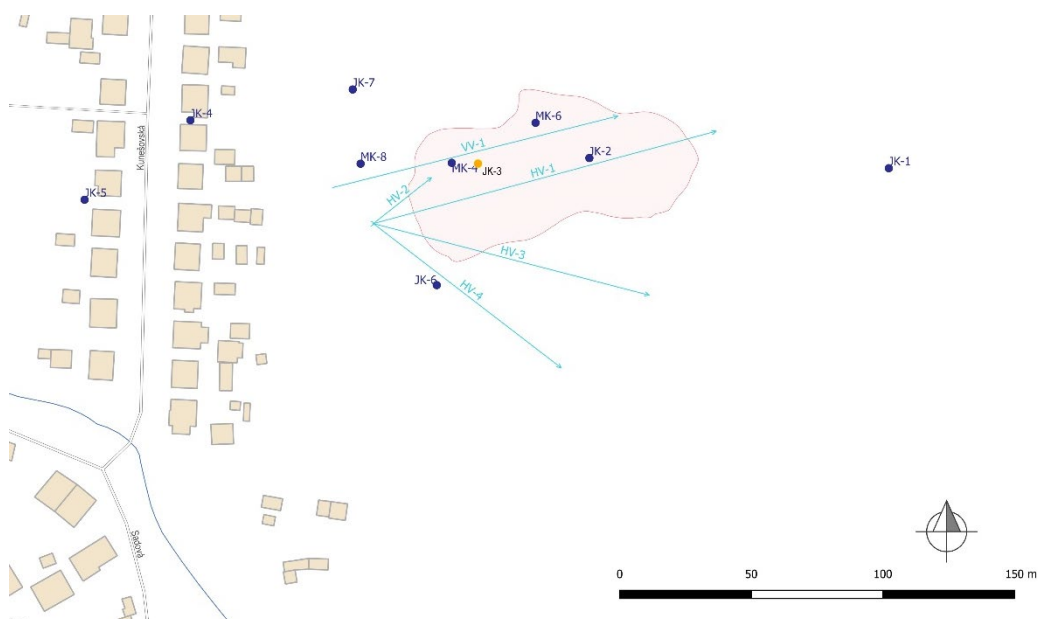 JK-7
JK-4
MK-6
Kunešovská
VV-1
MK-8
MK-4
JK-3
JK-2
HV-1
JK-1
HV-2
JK-5
HV-3
JK-6
HV-4
Sadová
0 50 100 150 m